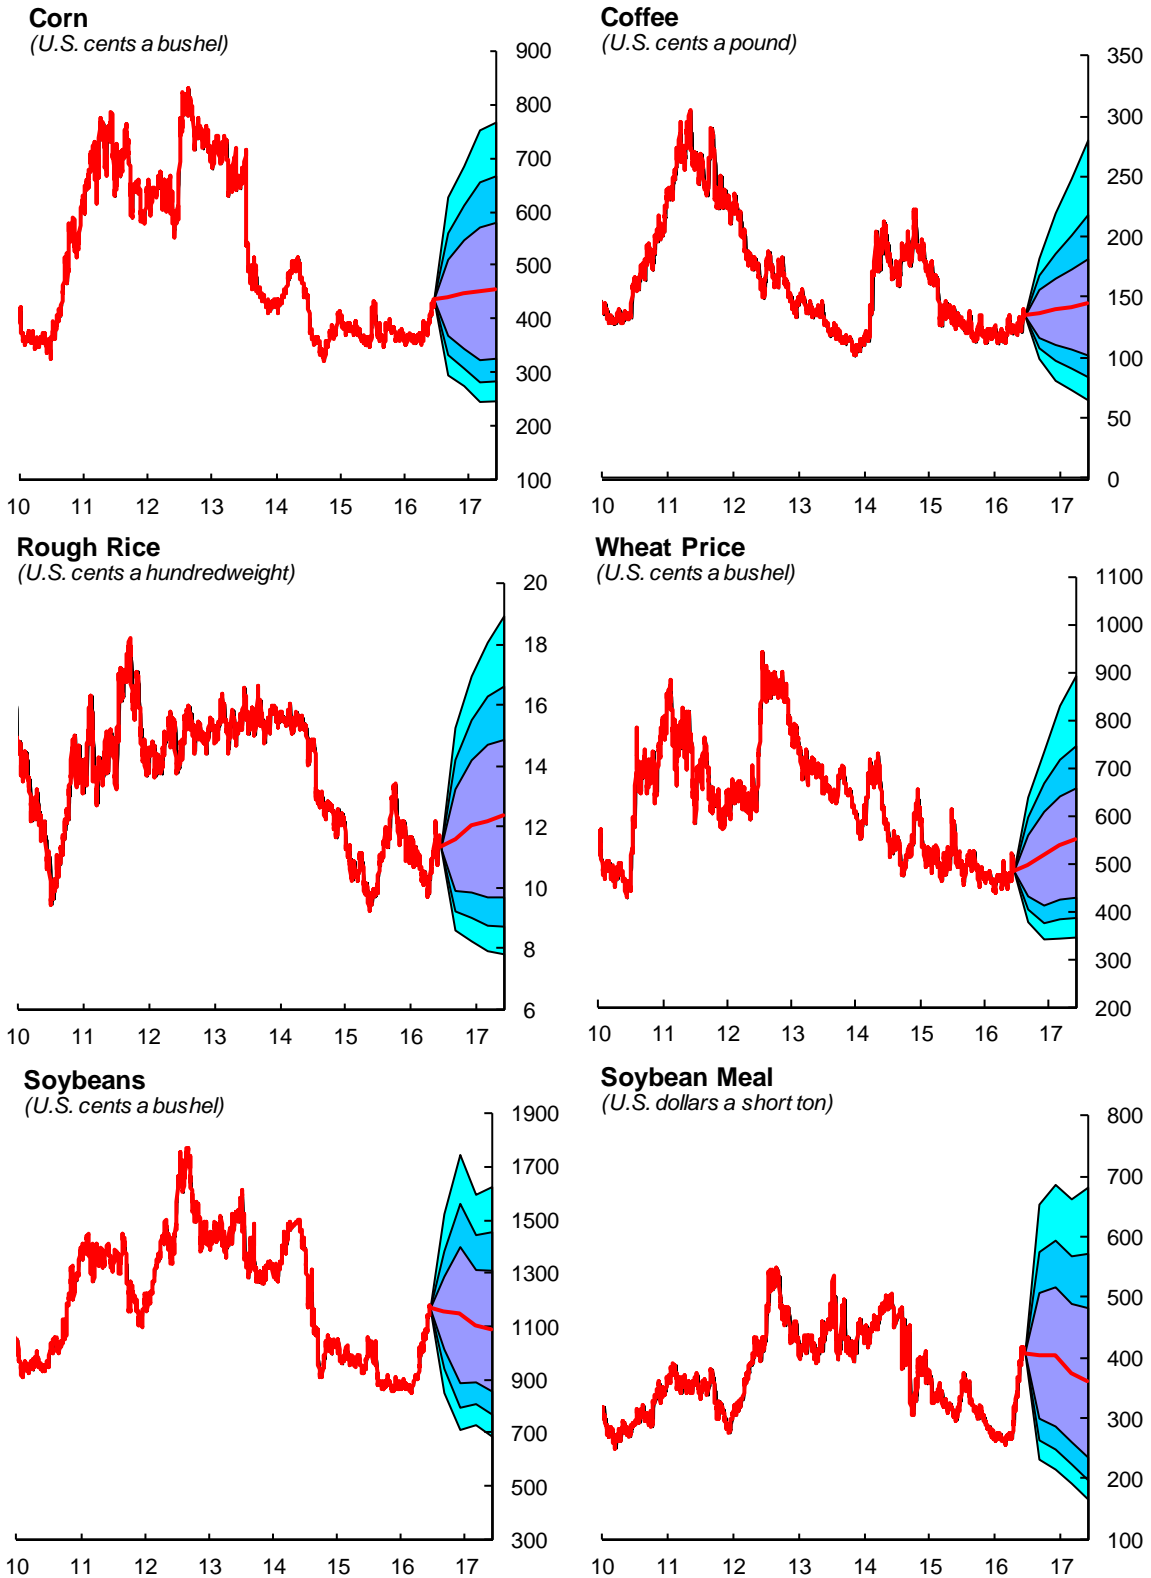 Corn
(U.S. cents a bushel)
900
800
700
600
500
400
300
200
100
10 11 12 13 14 15 16 17
Coffee
(U.S. cents a pound)
350
300
250
200
150
100
50
0
10 11 12 13 14 15 16 17
Rough Rice
(U.S. cents a hundredweight)
20
18
16
14
12
10
8
6
10 11 12 13 14 15 16 17
Wheat Price
(U.S. cents a bushel)
1100
1000
900
800
700
600
500
400
300
200
10 11 12 13 14 15 16 17
Soybeans
(U.S. cents a bushel)
1900
1700
1500
1300
1100
900
700
500
300
10 11 12 13 14 15 16 17
Soybean Meal
(U.S. dollars a short ton)
800
700
600
500
400
300
200
100
10 11 12 13 14 15 16 17